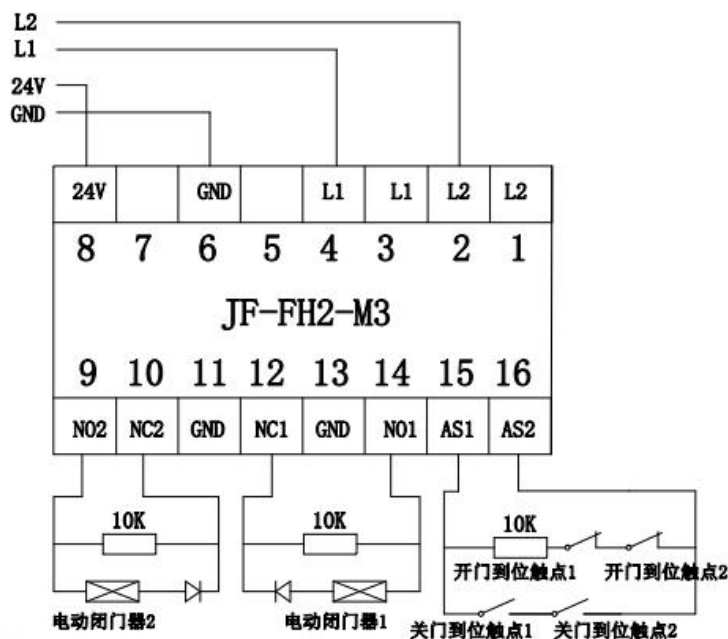 L2
L1
24V
GND
24V GND L1 L1 L2 L2
8 7 6 5 4 3 2 1
JF-FH2-M3
9 10 11 12 13 14 15 16
NO2 NC2 GND NC1 GND NO1 AS1 AS2
10K 10K 10K
开门到位触点1 开门到位触点2
电动闭门器2 电动闭门器1 关门到位触点1 关门到位触点2